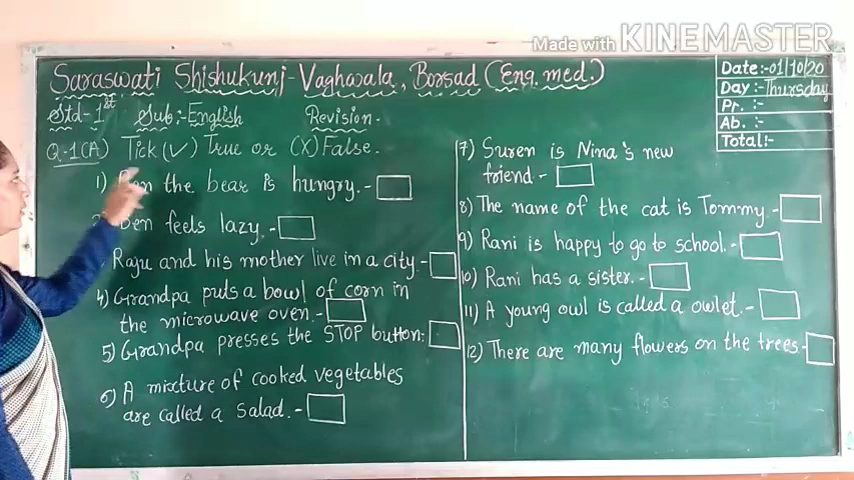 Made with KINEMASTER
Saraswati Shishukunj-Vaghwala, Borsad (Eng. med.)
Date:-01/10/20
Day:-Thursday
Pr.:-
Ab.:-
Total:-
Std-1st Sub:-English Revision.
Q-1(A) Tick (✓) True or (X) False.
1) Ben the bear is hungry.-
Ben feels lazy.-
Raju and his mother live in a city.-
4) Grandpa puts a bowl of corn in
the microwave oven.-
5) Grandpa presses the STOP button.
6) A mixture of cooked vegetables
are called a salad.-
7) Suren is Nina's new
friend.-
8) The name of the cat is Tommy.-
9) Rani is happy to go to school.-
10) Rani has a sister.-
11) A young owl is called a owlet.-
12) There are many flowers on the trees-